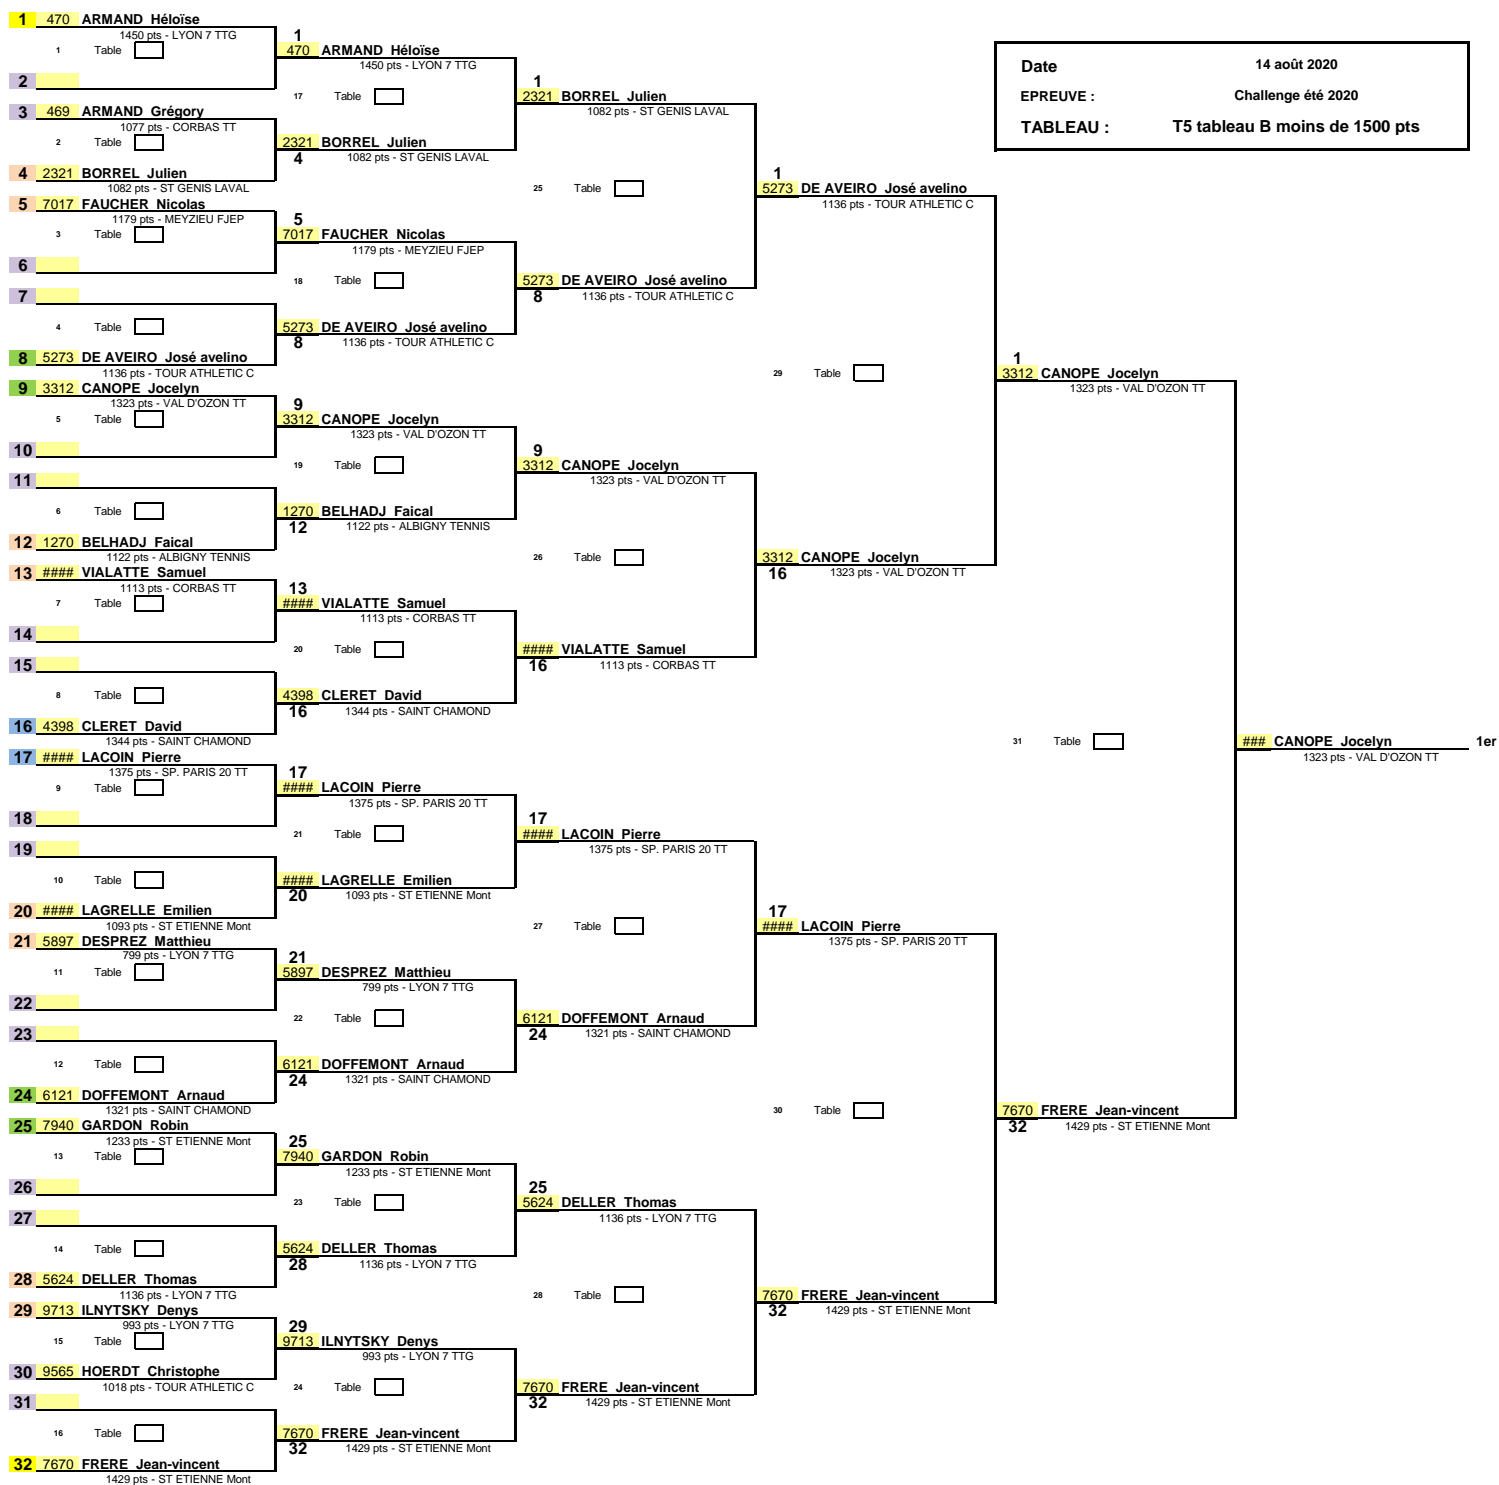 Date 14 août 2020
EPREUVE : Challenge été 2020
TABLEAU : T5 tableau B moins de 1500 pts
1 470 ARMAND Héloïse
1450 pts - LYON 7 TTG
1 Table
2
3 469 ARMAND Grégory
1077 pts - CORBAS TT
2 Table
4 2321 BORREL Julien
1082 pts - ST GENIS LAVAL
5 7017 FAUCHER Nicolas
1179 pts - MEYZIEU FJEP
3 Table
6
7
4 Table
8 5273 DE AVEIRO José avelino
1136 pts - TOUR ATHLETIC C
9 3312 CANOPE Jocelyn
1323 pts - VAL D'OZON TT
5 Table
10
11
6 Table
12 1270 BELHADJ Faical
1122 pts - ALBIGNY TENNIS
13 #### VIALATTE Samuel
1113 pts - CORBAS TT
7 Table
14
15
8 Table
16 4398 CLERET David
1344 pts - SAINT CHAMOND
17 #### LACOIN Pierre
1375 pts - SP. PARIS 20 TT
9 Table
18
19
10 Table
20 #### LAGRELLE Emilien
1093 pts - ST ETIENNE Mont
21 5897 DESPREZ Matthieu
799 pts - LYON 7 TTG
11 Table
22
23
12 Table
24 6121 DOFFEMONT Arnaud
1321 pts - SAINT CHAMOND
25 7940 GARDON Robin
1233 pts - ST ETIENNE Mont
13 Table
26
27
14 Table
28 5624 DELLER Thomas
1136 pts - LYON 7 TTG
29 9713 ILNYTSKY Denys
993 pts - LYON 7 TTG
15 Table
30 9565 HOERDT Christophe
1018 pts - TOUR ATHLETIC C
31
16 Table
32 7670 FRERE Jean-vincent
1429 pts - ST ETIENNE Mont
1
470 ARMAND Héloïse
1450 pts - LYON 7 TTG
17 Table
2321 BORREL Julien
4 1082 pts - ST GENIS LAVAL
5
7017 FAUCHER Nicolas
1179 pts - MEYZIEU FJEP
18 Table
5273 DE AVEIRO José avelino
8 1136 pts - TOUR ATHLETIC C
9
3312 CANOPE Jocelyn
1323 pts - VAL D'OZON TT
19 Table
1270 BELHADJ Faical
12 1122 pts - ALBIGNY TENNIS
13
#### VIALATTE Samuel
1113 pts - CORBAS TT
20 Table
4398 CLERET David
16 1344 pts - SAINT CHAMOND
17
#### LACOIN Pierre
1375 pts - SP. PARIS 20 TT
21 Table
#### LAGRELLE Emilien
20 1093 pts - ST ETIENNE Mont
21
5897 DESPREZ Matthieu
799 pts - LYON 7 TTG
22 Table
6121 DOFFEMONT Arnaud
24 1321 pts - SAINT CHAMOND
25
7940 GARDON Robin
1233 pts - ST ETIENNE Mont
23 Table
5624 DELLER Thomas
28 1136 pts - LYON 7 TTG
29
9713 ILNYTSKY Denys
993 pts - LYON 7 TTG
24 Table
7670 FRERE Jean-vincent
32 1429 pts - ST ETIENNE Mont
1
2321 BORREL Julien
1082 pts - ST GENIS LAVAL
25 Table
5273 DE AVEIRO José avelino
8 1136 pts - TOUR ATHLETIC C
9
3312 CANOPE Jocelyn
1323 pts - VAL D'OZON TT
26 Table
#### VIALATTE Samuel
16 1113 pts - CORBAS TT
17
#### LACOIN Pierre
1375 pts - SP. PARIS 20 TT
27 Table
6121 DOFFEMONT Arnaud
24 1321 pts - SAINT CHAMOND
25
5624 DELLER Thomas
1136 pts - LYON 7 TTG
28 Table
7670 FRERE Jean-vincent
32 1429 pts - ST ETIENNE Mont
1
5273 DE AVEIRO José avelino
1136 pts - TOUR ATHLETIC C
29 Table
3312 CANOPE Jocelyn
16 1323 pts - VAL D'OZON TT
17
#### LACOIN Pierre
1375 pts - SP. PARIS 20 TT
30 Table
7670 FRERE Jean-vincent
32 1429 pts - ST ETIENNE Mont
1
3312 CANOPE Jocelyn
1323 pts - VAL D'OZON TT
31 Table
7670 FRERE Jean-vincent
32 1429 pts - ST ETIENNE Mont
### CANOPE Jocelyn 1er
1323 pts - VAL D'OZON TT